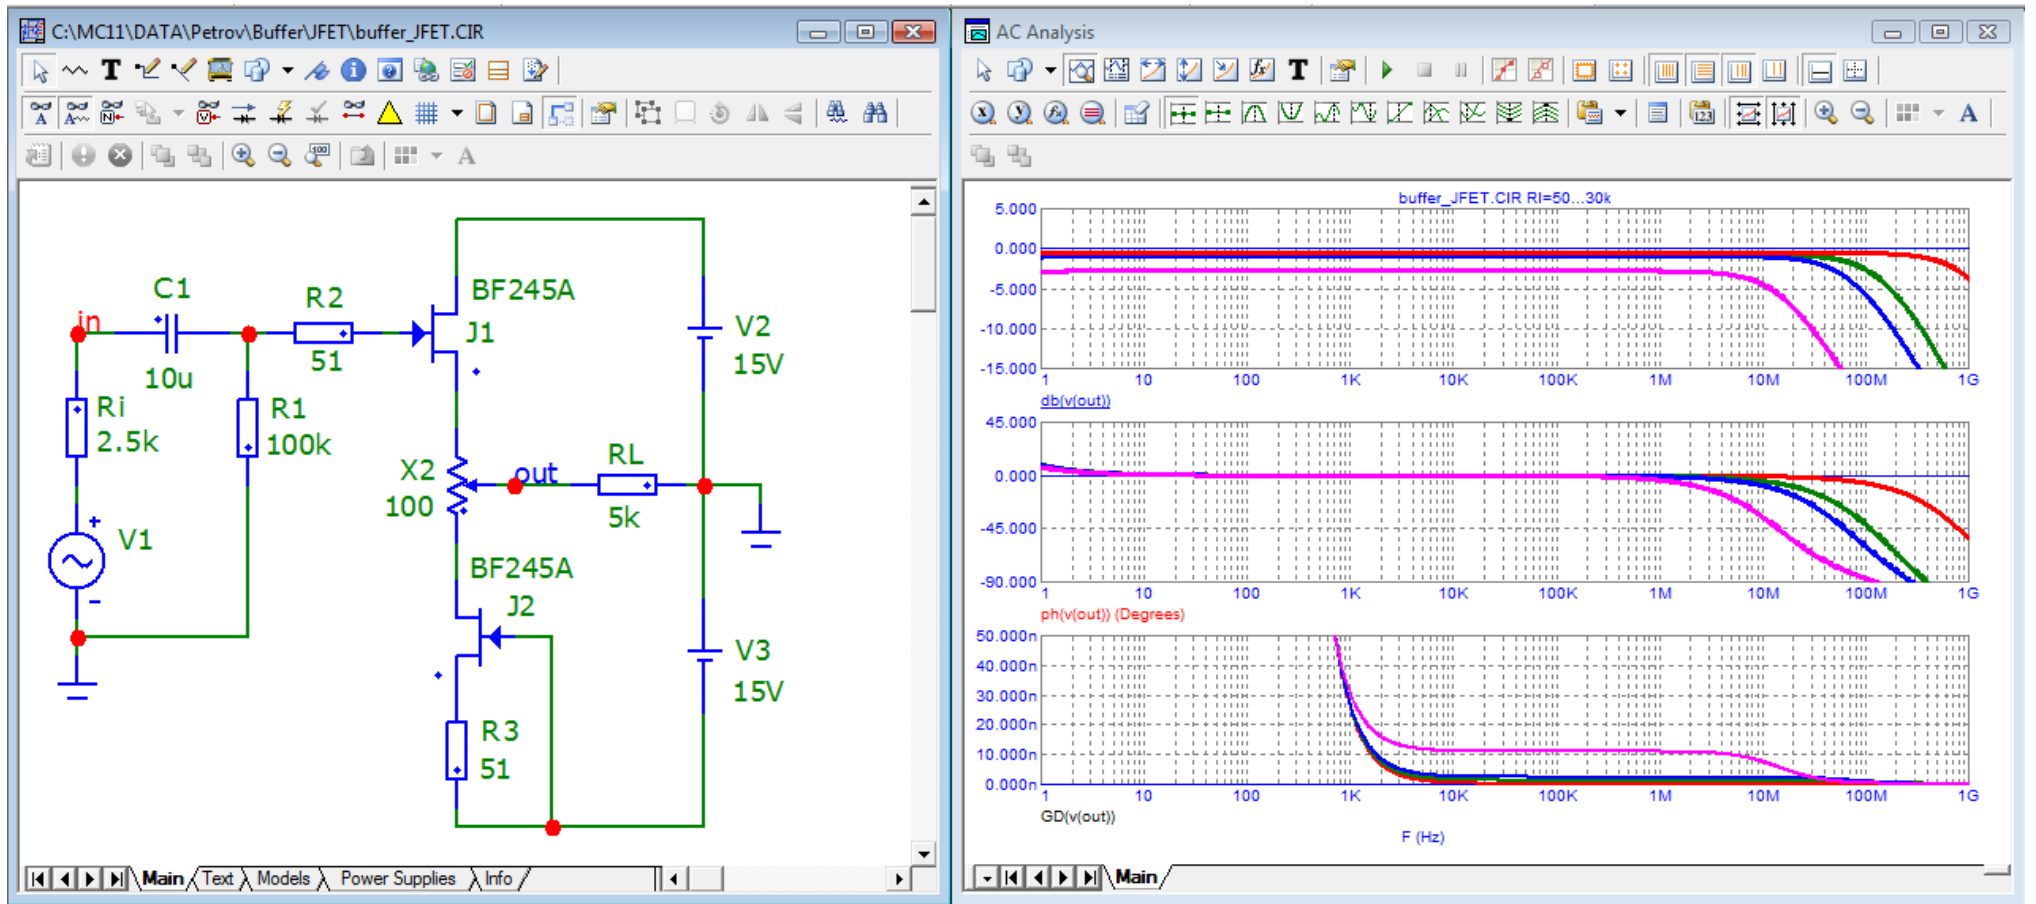 C:\MC11\DATA\Petrov\Buffer\JFET\buffer_JFET.CIR
in
C1
10u
R2
51
BF245A
J1
V2
15V
Ri
2.5k
R1
100k
X2
100
out
RL
5k
V1
BF245A
J2
V3
15V
R3
51
Main Text Models Power Supplies Info
AC Analysis
buffer_JFET.CIR RI=50...30k
5.000
0.000
-5.000
-10.000
-15.000
1 10 100 1K 10K 100K 1M 10M 100M 1G
db(v(out))
45.000
0.000
-45.000
-90.000
1 10 100 1K 10K 100K 1M 10M 100M 1G
ph(v(out)) (Degrees)
50.000n
40.000n
30.000n
20.000n
10.000n
0.000n
1 10 100 1K 10K 100K 1M 10M 100M 1G
GD(v(out))
F (Hz)
Main